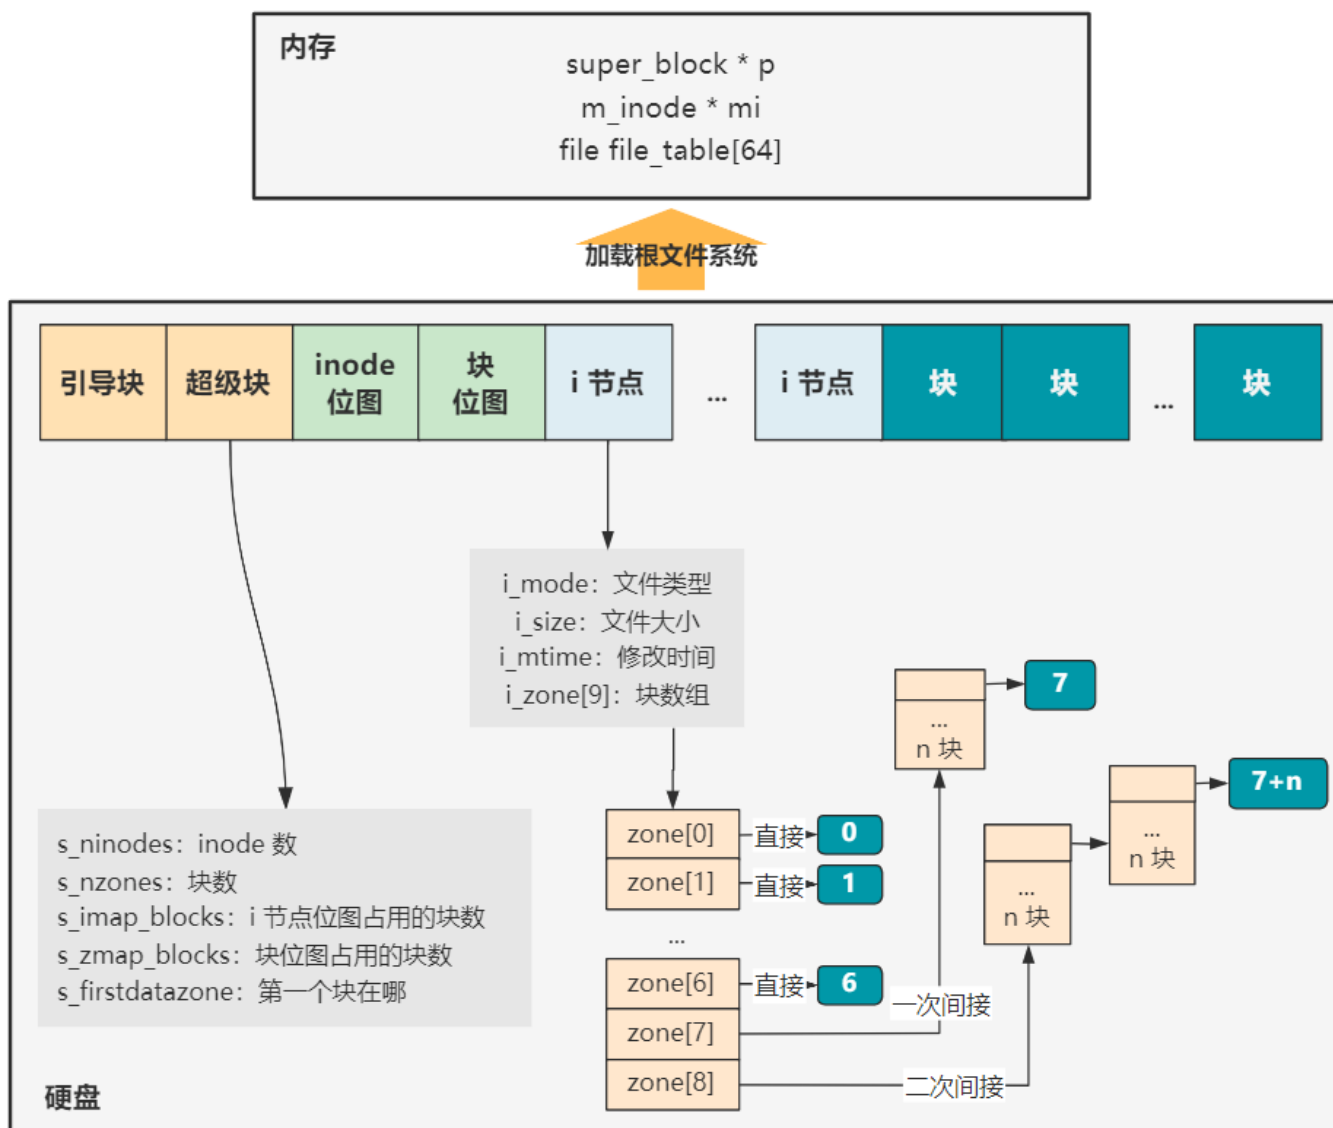 内存
super_block * p
m_inode * mi
file file_table[64]
加载根文件系统
引导块
超级块
inode
位图
块
位图
i 节点
...
i 节点
块
块
...
块
i_mode：文件类型
i_size：文件大小
i_mtime：修改时间
i_zone[9]：块数组
7
...
n 块
7+n
...
n 块
...
n 块
s_ninodes：inode 数
s_nzones：块数
s_imap_blocks：i 节点位图占用的块数
s_zmap_blocks：块位图占用的块数
s_firstdatazone：第一个块在哪
zone[0]
直接
0
zone[1]
直接
1
...
zone[6]
直接
6
一次间接
zone[7]
zone[8]
二次间接
硬盘